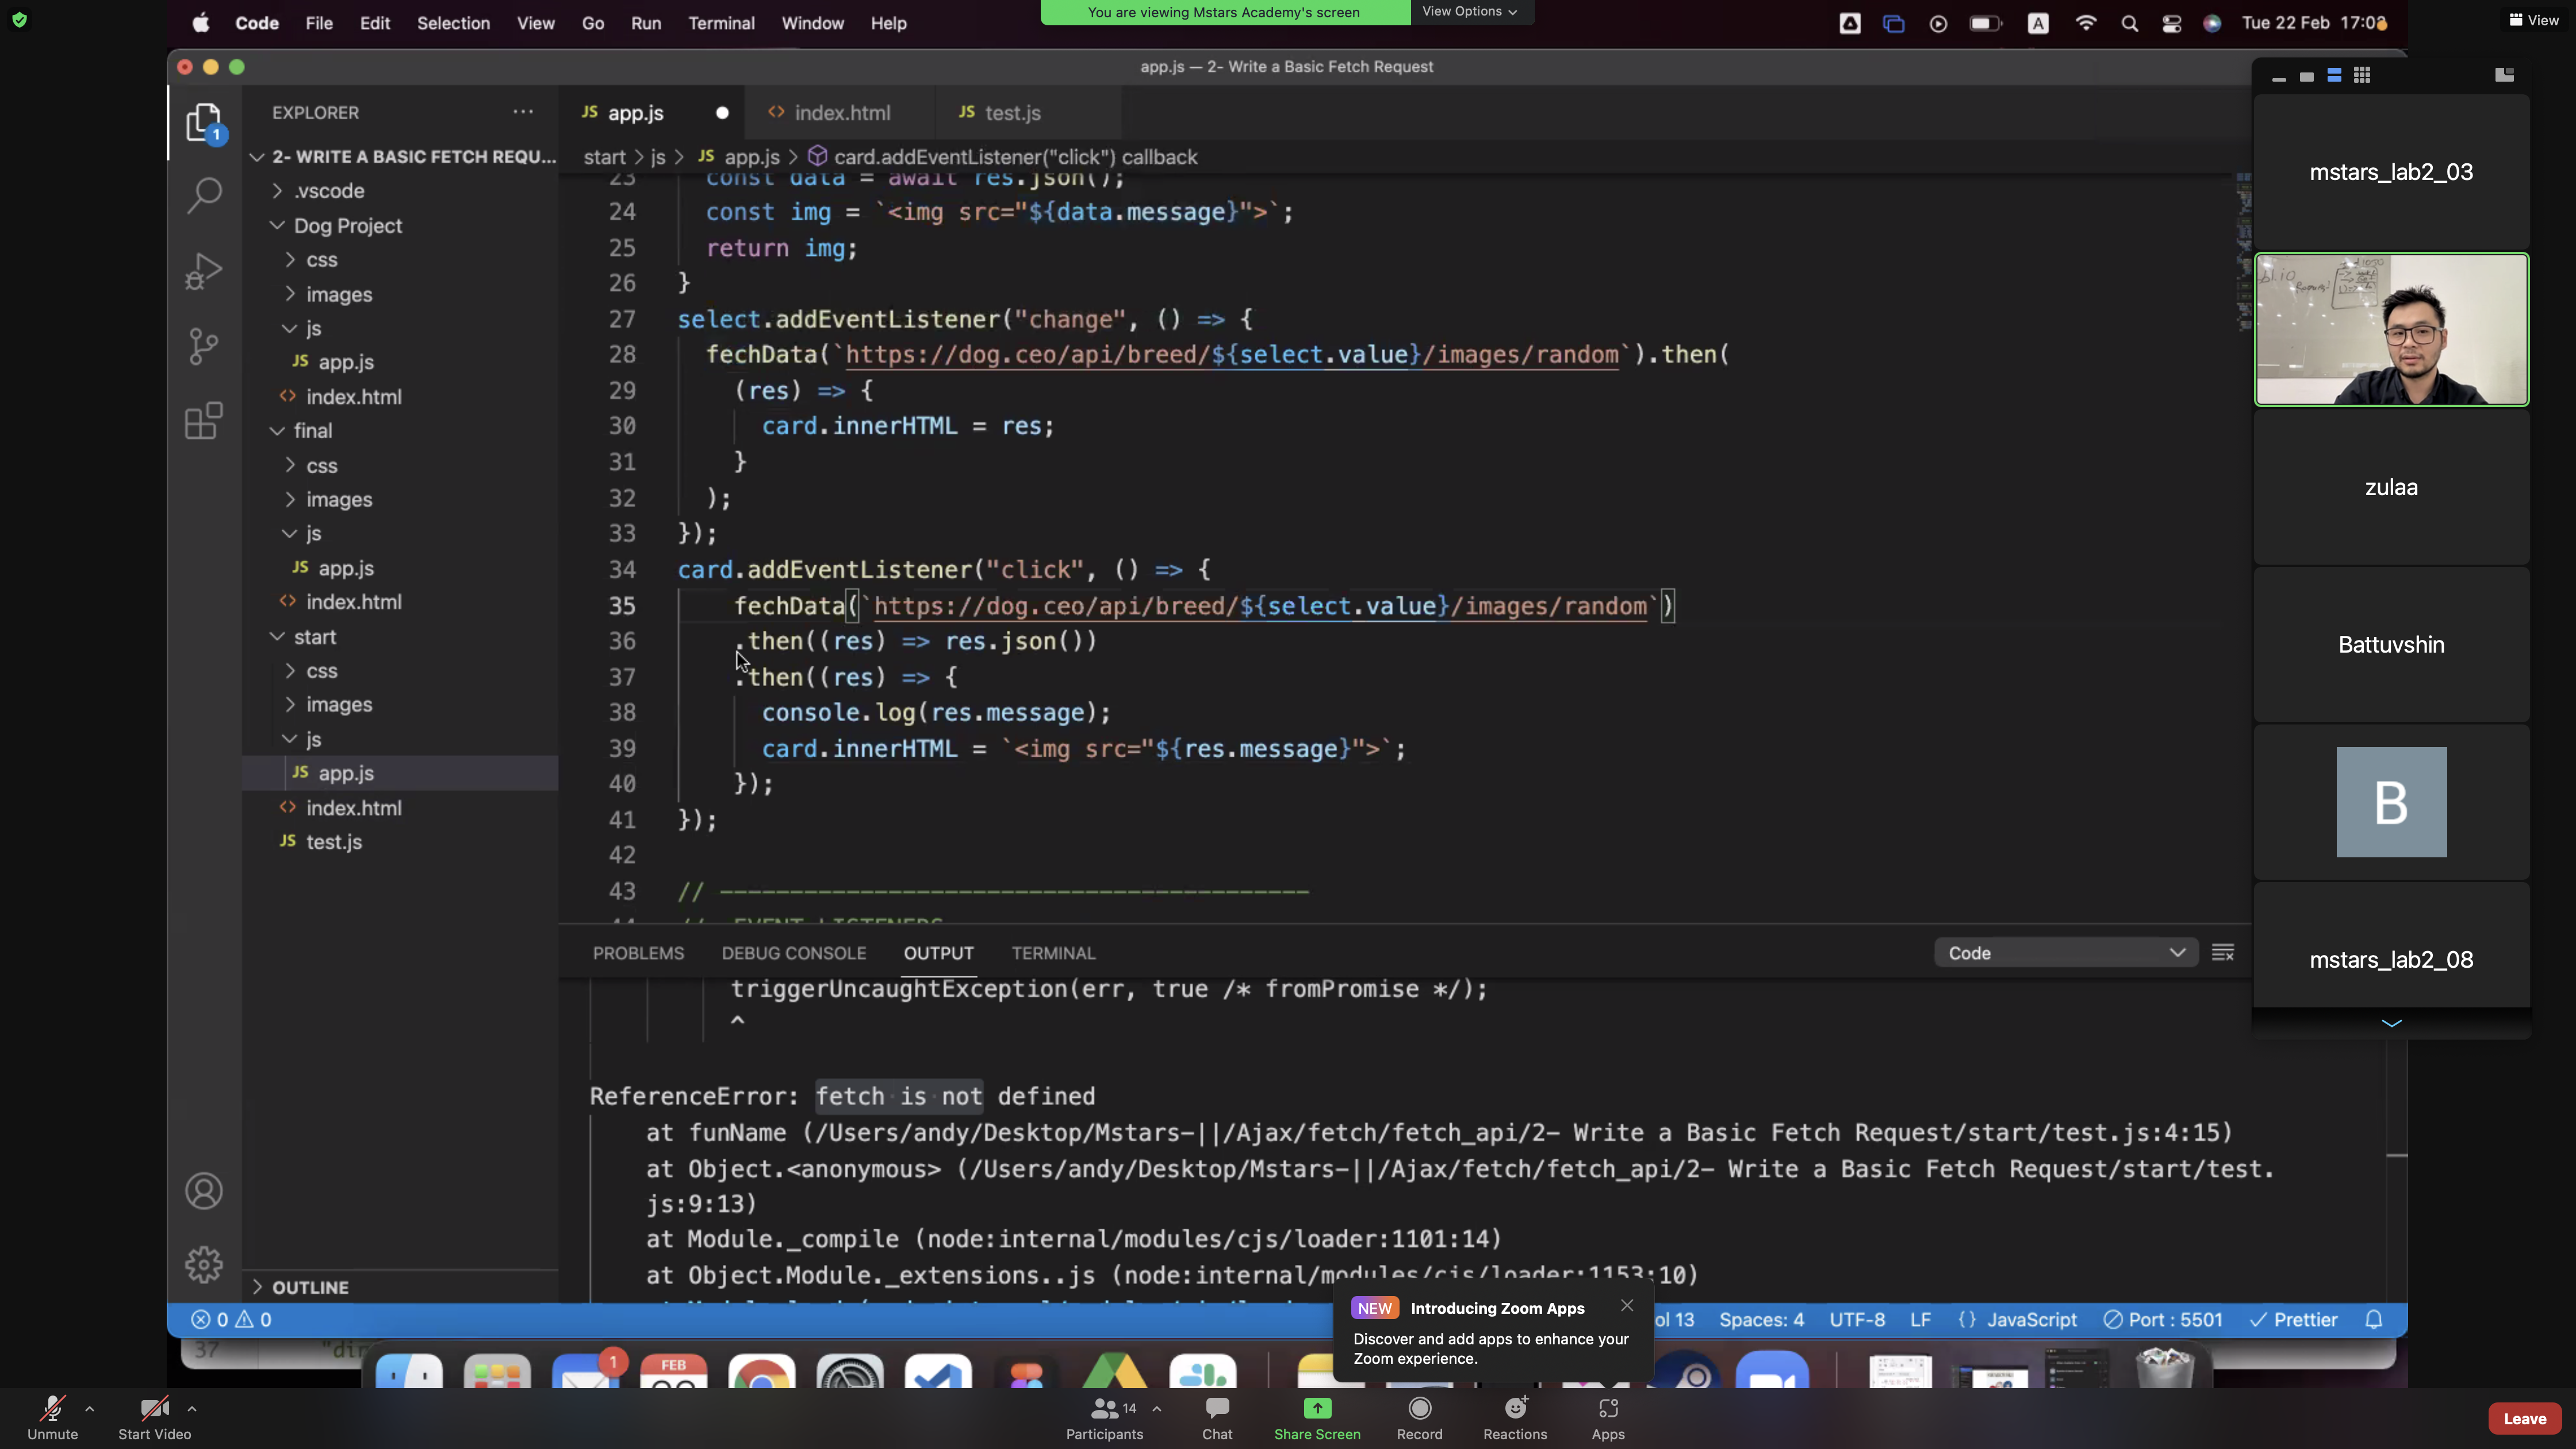 Code File Edit Selection View Go Run Terminal Window Help
You are viewing Mstars Academy's screen
View Options
A
Tue 22 Feb 17:03
View
app.js — 2- Write a Basic Fetch Request
EXPLORER
JS app.js
<> index.html
JS test.js
1
2- WRITE A BASIC FETCH REQU...
start > js > JS app.js > card.addEventListener("click") callback
.vscode
Dog Project
css
images
js
JS app.js
<> index.html
final
css
images
js
JS app.js
<> index.html
start
css
images
js
JS app.js
<> index.html
JS test.js
OUTLINE
23 const data = await res.json();
24 const img = `<img src="${data.message}">`;
25 return img;
26 }
27 select.addEventListener("change", () => {
28 fechData(`https://dog.ceo/api/breed/${select.value}/images/random`).then(
29 (res) => {
30 card.innerHTML = res;
31 }
32 );
33 });
34 card.addEventListener("click", () => {
35 fechData(`https://dog.ceo/api/breed/${select.value}/images/random`)
36 .then((res) => res.json())
37 .then((res) => {
38 console.log(res.message);
39 card.innerHTML = `<img src="${res.message}">`;
40 });
41 });
42
43 // ------------------------------------------
44 // EVENT LISTENERS
PROBLEMS DEBUG CONSOLE OUTPUT TERMINAL
Code
triggerUncaughtException(err, true /* fromPromise */);
^
ReferenceError: fetch is not defined
at funName (/Users/andy/Desktop/Mstars-||/Ajax/fetch/fetch_api/2- Write a Basic Fetch Request/start/test.js:4:15)
at Object.<anonymous> (/Users/andy/Desktop/Mstars-||/Ajax/fetch/fetch_api/2- Write a Basic Fetch Request/start/test.
js:9:13)
at Module._compile (node:internal/modules/cjs/loader:1101:14)
at Object.Module._extensions..js (node:internal/modules/cjs/loader:1153:10)
mstars_lab2_03
zulaa
Battuvshin
B
mstars_lab2_08
0 0
ol 13 Spaces: 4 UTF-8 LF {} JavaScript Port : 5501 Prettier
NEW Introducing Zoom Apps
Discover and add apps to enhance your
Zoom experience.
37 "dir
1
FEB
Unmute
Start Video
14
Participants
Chat
Share Screen
Record
Reactions
Apps
Leave